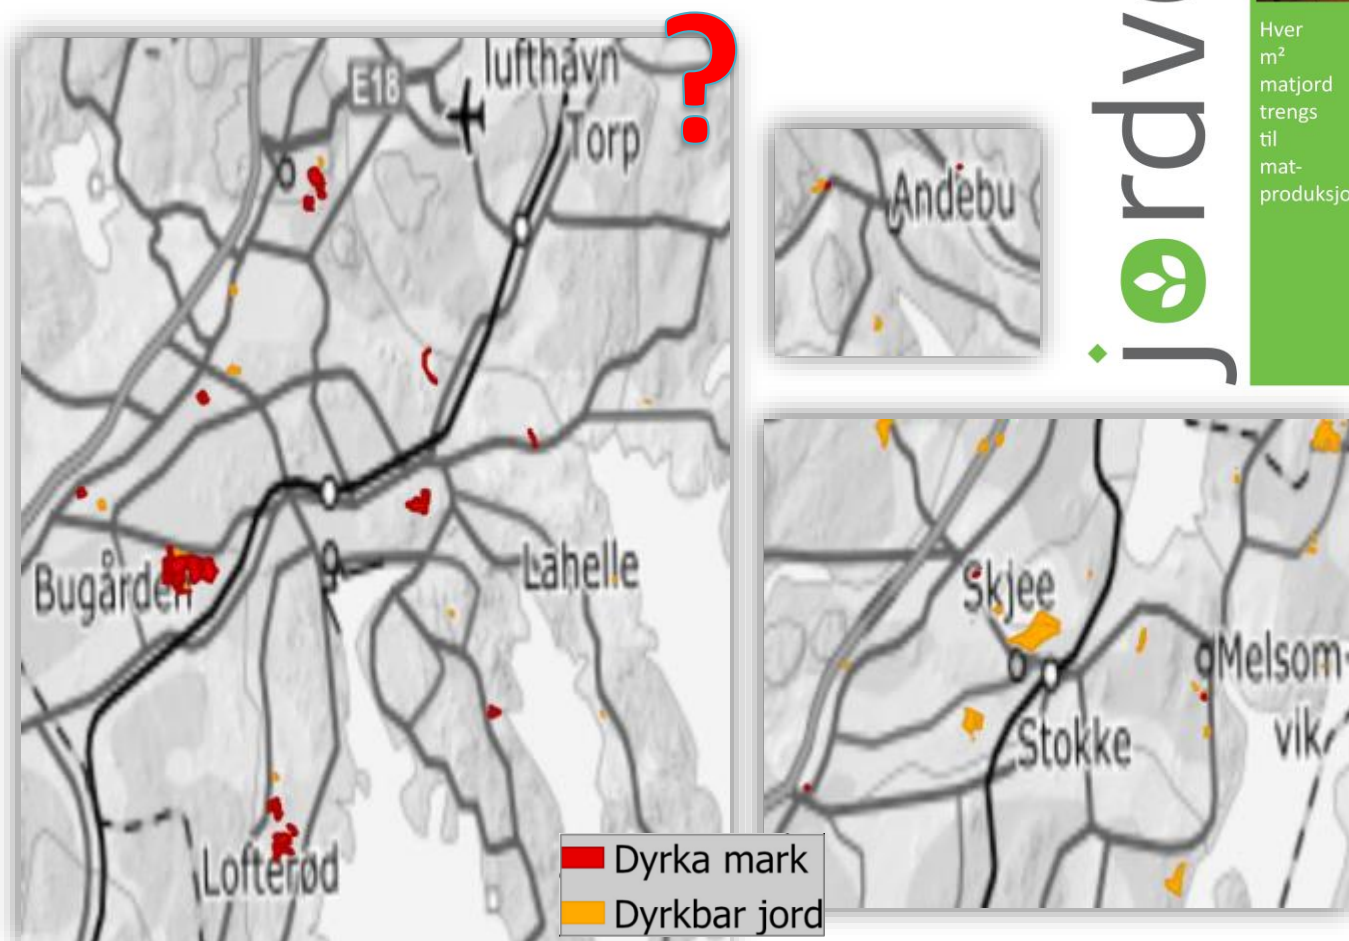 ?
lufthavn
E18
Torp
Bugården
Lahelle
Lofterød
Andebu
Skjee
Melsom-
vik
Stokke
Dyrka mark
Dyrkbar jord
jordv
Hver
m²
matjord
trengs
til
mat-
produksjo